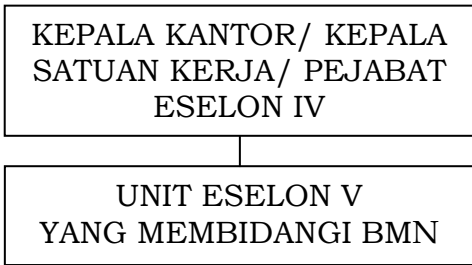 KEPALA KANTOR/ KEPALA
SATUAN KERJA/ PEJABAT
ESELON IV
UNIT ESELON V
YANG MEMBIDANGI BMN